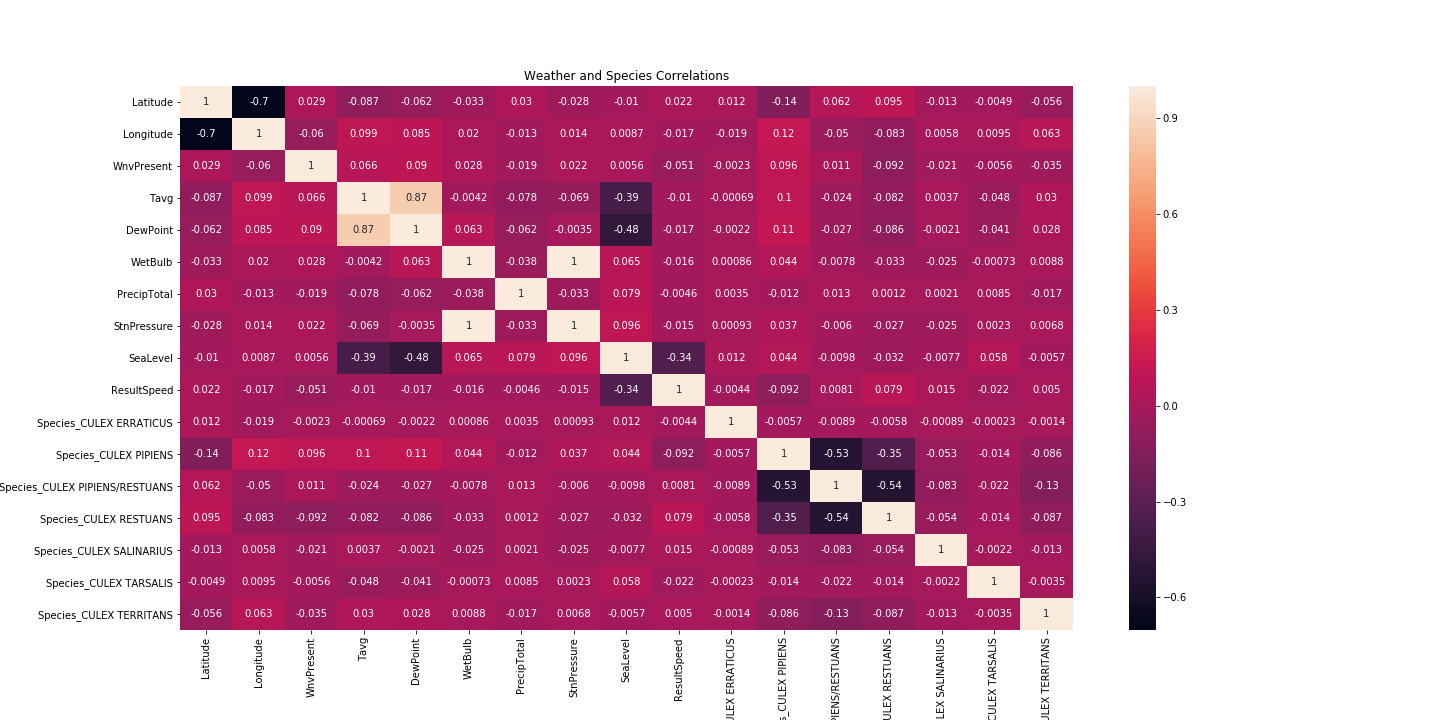 Weather and Species Correlations
Latitude 1 -0.7 0.029 -0.087 -0.062 -0.033 0.03 -0.028 -0.01 0.022 0.012 -0.14 0.062 0.095 -0.013 -0.0049 -0.056
Longitude -0.7 1 -0.06 0.099 0.085 0.02 -0.013 0.014 0.0087 -0.017 -0.019 0.12 -0.05 -0.083 0.0058 0.0095 0.063
WnvPresent 0.029 -0.06 1 0.066 0.09 0.028 -0.019 0.022 0.0056 -0.051 -0.0023 0.096 0.011 -0.092 -0.021 -0.0056 -0.035
Tavg -0.087 0.099 0.066 1 0.87 -0.0042 -0.078 -0.069 -0.39 -0.01 -0.00069 0.1 -0.024 -0.082 0.0037 -0.048 0.03
DewPoint -0.062 0.085 0.09 0.87 1 0.063 -0.062 -0.0035 -0.48 -0.017 -0.0022 0.11 -0.027 -0.086 -0.0021 -0.041 0.028
WetBulb -0.033 0.02 0.028 -0.0042 0.063 1 -0.038 1 0.065 -0.016 0.00086 0.044 -0.0078 -0.033 -0.025 -0.00073 0.0088
PrecipTotal 0.03 -0.013 -0.019 -0.078 -0.062 -0.038 1 -0.033 0.079 -0.0046 0.0035 -0.012 0.013 0.0012 0.0021 0.0085 -0.017
StnPressure -0.028 0.014 0.022 -0.069 -0.0035 1 -0.033 1 0.096 -0.015 0.00093 0.037 -0.006 -0.027 -0.025 0.0023 0.0068
SeaLevel -0.01 0.0087 0.0056 -0.39 -0.48 0.065 0.079 0.096 1 -0.34 0.012 0.044 -0.0098 -0.032 -0.0077 0.058 -0.0057
ResultSpeed 0.022 -0.017 -0.051 -0.01 -0.017 -0.016 -0.0046 -0.015 -0.34 1 -0.0044 -0.092 0.0081 0.079 0.015 -0.022 0.005
Species_CULEX ERRATICUS 0.012 -0.019 -0.0023 -0.00069 -0.0022 0.00086 0.0035 0.00093 0.012 -0.0044 1 -0.0057 -0.0089 -0.0058 -0.00089 -0.00023 -0.0014
Species_CULEX PIPIENS -0.14 0.12 0.096 0.1 0.11 0.044 -0.012 0.037 0.044 -0.092 -0.0057 1 -0.53 -0.35 -0.053 -0.014 -0.086
Species_CULEX PIPIENS/RESTUANS 0.062 -0.05 0.011 -0.024 -0.027 -0.0078 0.013 -0.006 -0.0098 0.0081 -0.0089 -0.53 1 -0.54 -0.083 -0.022 -0.13
Species_CULEX RESTUANS 0.095 -0.083 -0.092 -0.082 -0.086 -0.033 0.0012 -0.027 -0.032 0.079 -0.0058 -0.35 -0.54 1 -0.054 -0.014 -0.087
Species_CULEX SALINARIUS -0.013 0.0058 -0.021 0.0037 -0.0021 -0.025 0.0021 -0.025 -0.0077 0.015 -0.00089 -0.053 -0.083 -0.054 1 -0.0022 -0.013
Species_CULEX TARSALIS -0.0049 0.0095 -0.0056 -0.048 -0.041 -0.00073 0.0085 0.0023 0.058 -0.022 -0.00023 -0.014 -0.022 -0.014 -0.0022 1 -0.0035
Species_CULEX TERRITANS -0.056 0.063 -0.035 0.03 0.028 0.0088 -0.017 0.0068 -0.0057 0.005 -0.0014 -0.086 -0.13 -0.087 -0.013 -0.0035 1
Latitude
Longitude
WnvPresent
Tavg
DewPoint
WetBulb
PrecipTotal
StnPressure
SeaLevel
ResultSpeed
ULEX ERRATICUS
s_CULEX PIPIENS
PIENS/RESTUANS
ULEX RESTUANS
LEX SALINARIUS
CULEX TARSALIS
ULEX TERRITANS
0.9
0.6
0.3
0.0
−0.3
−0.6